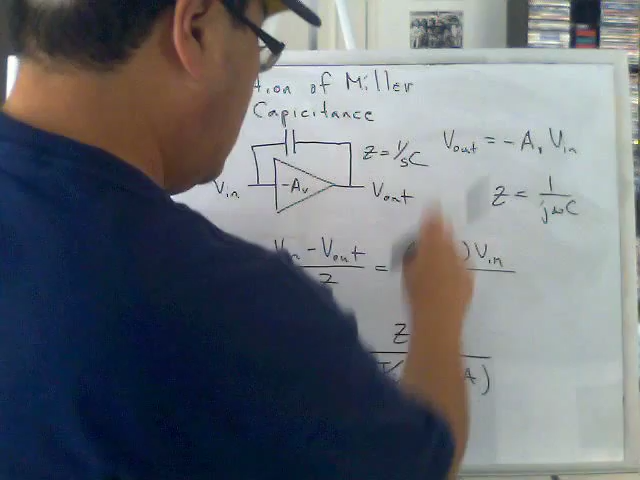 tion of Miller
Capicitance
z = 1/sC
Vout = -Av Vin
Vin
-Av
Vout
z = 1/jωC
Vin - Vout / z = ( ) Vin
z
A)